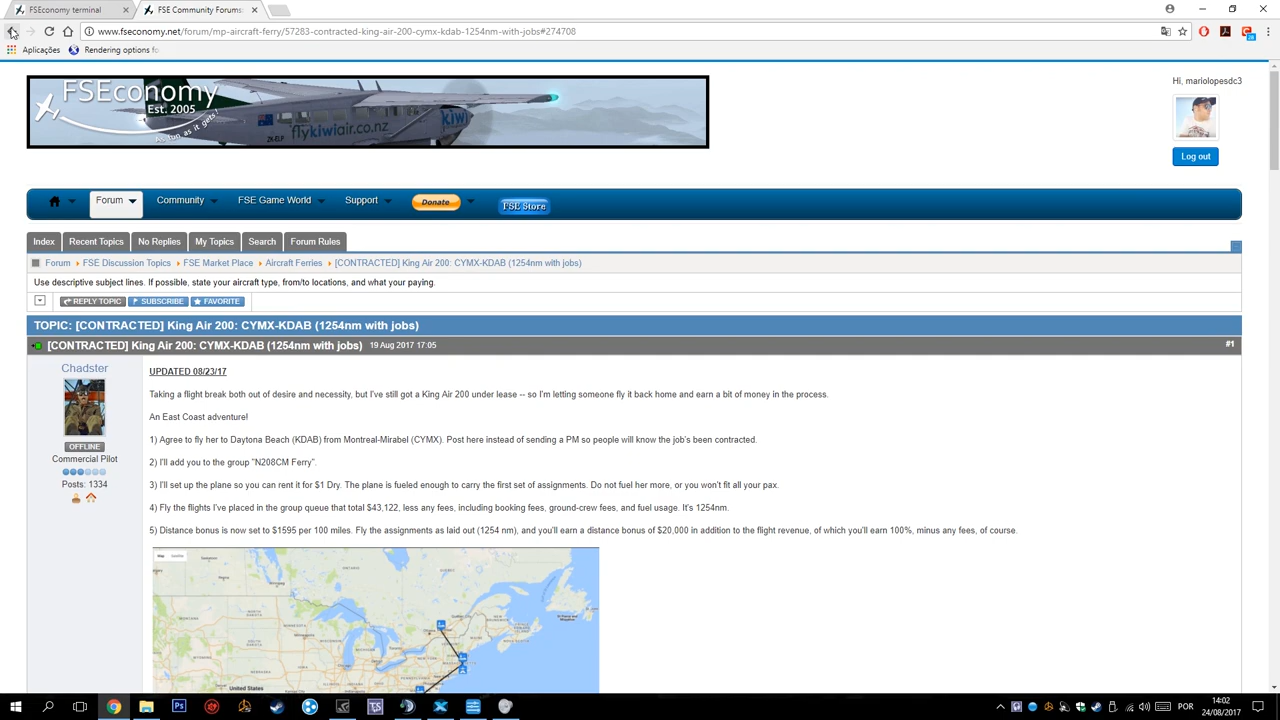 FSEconomy terminal
FSE Community Forums:
www.fseconomy.net/forum/mp-aircraft-ferry/57283-contracted-king-air-200-cymx-kdab-1254nm-with-jobs#274708
Aplicações
Rendering options fo
FSEconomy
Est. 2005
As fun as it gets!
flykiwiair.co.nz
kiwi
Hi, mariolopesdc3
Log out
Forum
Community
FSE Game World
Support
Donate
FSE Store
Index
Recent Topics
No Replies
My Topics
Search
Forum Rules
Forum
FSE Discussion Topics
FSE Market Place
Aircraft Ferries
[CONTRACTED] King Air 200: CYMX-KDAB (1254nm with jobs)
Use descriptive subject lines. If possible, state your aircraft type, from/to locations, and what your paying.
REPLY TOPIC
SUBSCRIBE
FAVORITE
TOPIC: [CONTRACTED] King Air 200: CYMX-KDAB (1254nm with jobs)
[CONTRACTED] King Air 200: CYMX-KDAB (1254nm with jobs) 19 Aug 2017 17:05
#1
Chadster
OFFLINE
Commercial Pilot
Posts: 1334
UPDATED 08/23/17
Taking a flight break both out of desire and necessity, but I've still got a King Air 200 under lease -- so I'm letting someone fly it back home and earn a bit of money in the process.
An East Coast adventure!
1) Agree to fly her to Daytona Beach (KDAB) from Montreal-Mirabel (CYMX). Post here instead of sending a PM so people will know the job's been contracted.
2) I'll add you to the group "N208CM Ferry".
3) I'll set up the plane so you can rent it for $1 Dry. The plane is fueled enough to carry the first set of assignments. Do not fuel her more, or you won't fit all your pax.
4) Fly the flights I've placed in the group queue that total $43,122, less any fees, including booking fees, ground-crew fees, and fuel usage. It's 1254nm.
5) Distance bonus is now set to $1595 per 100 miles. Fly the assignments as laid out (1254 nm), and you'll earn a distance bonus of $20,000 in addition to the flight revenue, of which you'll earn 100%, minus any fees, of course.
Map
Satellite
United States
POR
14:02
24/08/2017